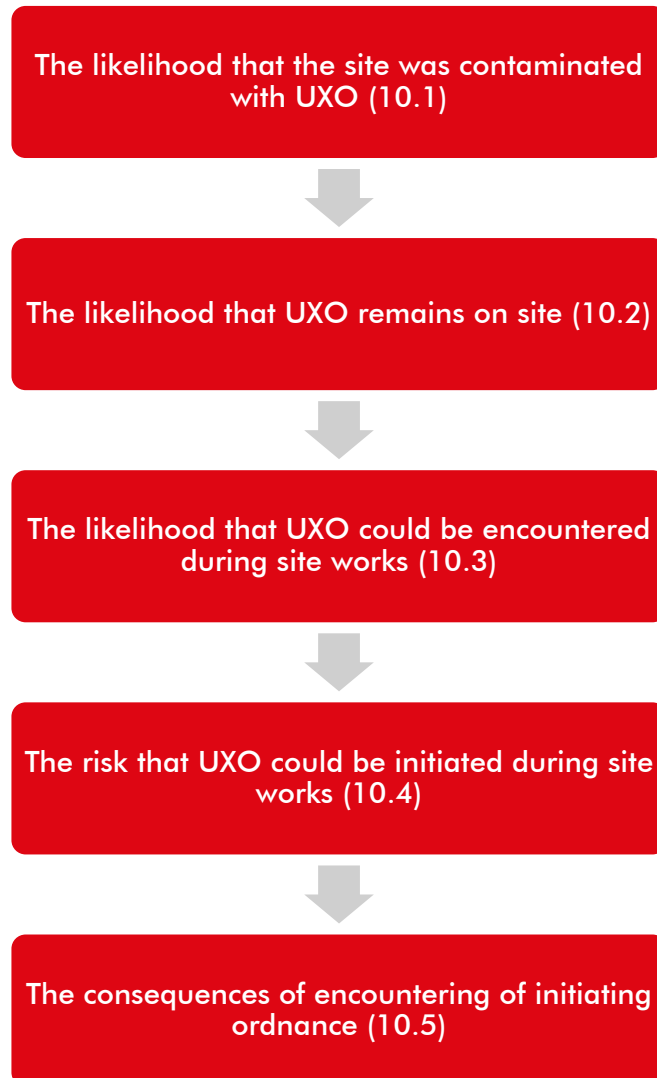 The likelihood that the site was contaminated
with UXO (10.1)
The likelihood that UXO remains on site (10.2)
The likelihood that UXO could be encountered
during site works (10.3)
The risk that UXO could be initiated during site
works (10.4)
The consequences of encountering of initiating
ordnance (10.5)